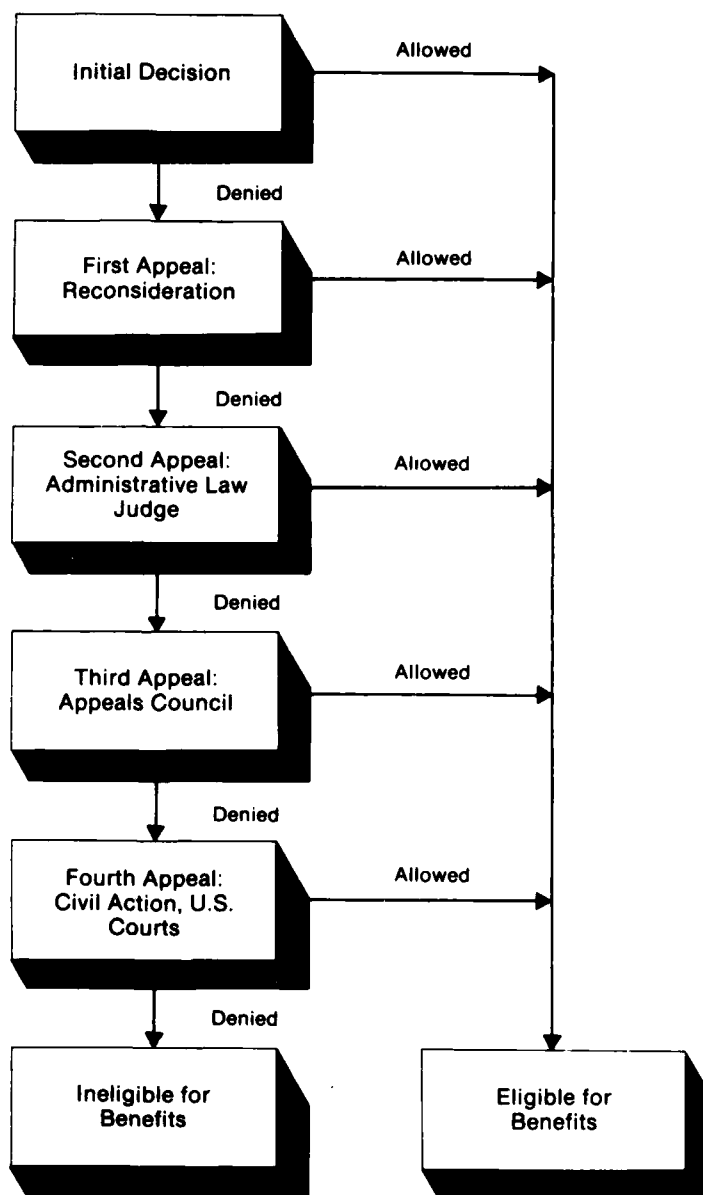 Initial Decision
Allowed
Denied
First Appeal:
Reconsideration
Allowed
Denied
Second Appeal:
Administrative Law
Judge
Allowed
Denied
Third Appeal:
Appeals Council
Allowed
Denied
Fourth Appeal:
Civil Action, U.S.
Courts
Allowed
Denied
Ineligible for
Benefits
Eligible for
Benefits